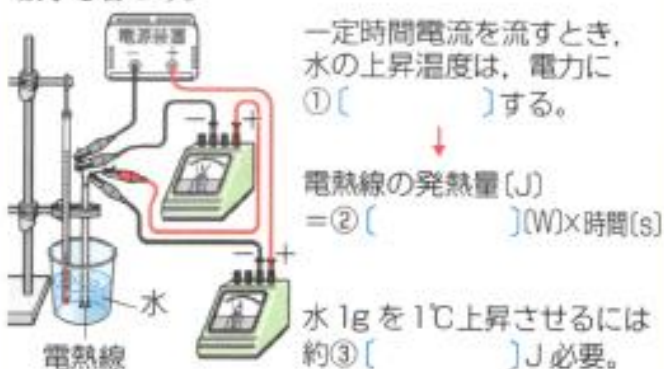 電源装置
− +
− +
− +
水
電熱線
一定時間電流を流すとき,
水の上昇温度は, 電力に
①〔 〕する。
↓
電熱線の発熱量〔J〕
=②〔 〕〔W〕×時間〔s〕
水1gを1℃上昇させるには
約③〔 〕J必要。